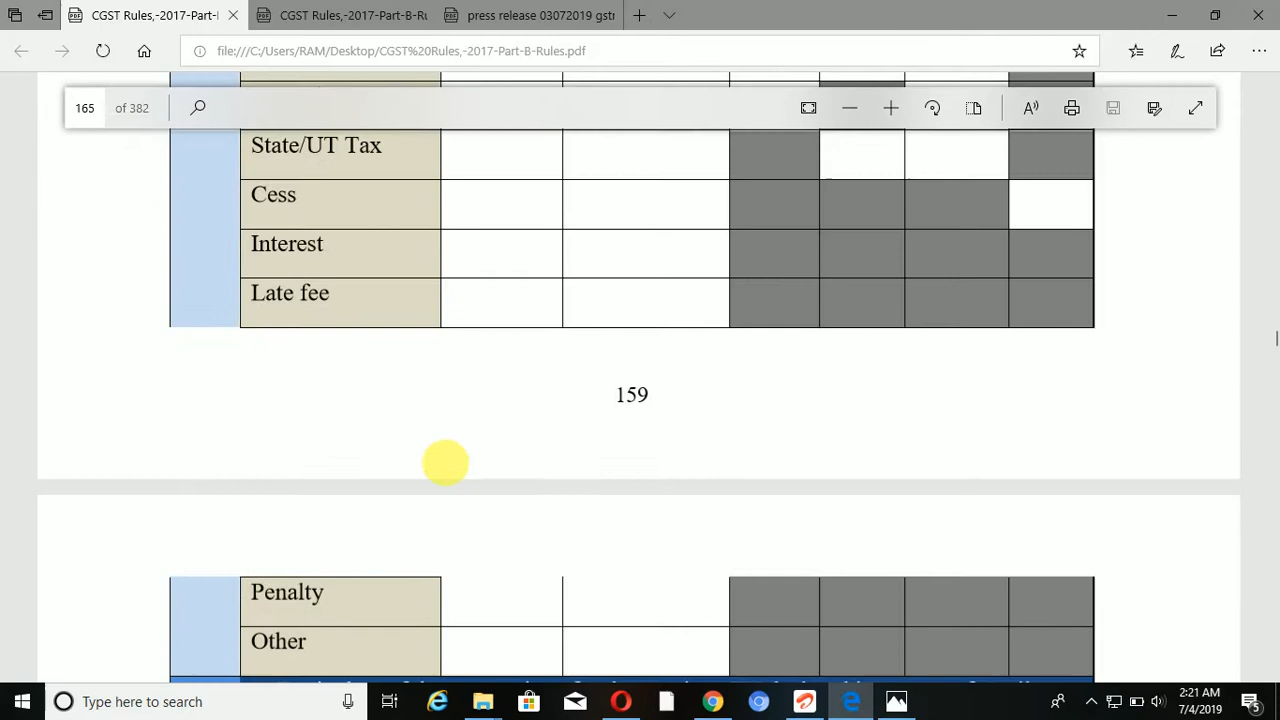 CGST Rules,-2017-Part-
CGST Rules,-2017-Part-B-Ru
press release 03072019 gstr
file:///C:/Users/RAM/Desktop/CGST%20Rules,-2017-Part-B-Rules.pdf
165 of 382
State/UT Tax
Cess
Interest
Late fee
159
Penalty
Other
Type here to search
2:21 AM
7/4/2019
5